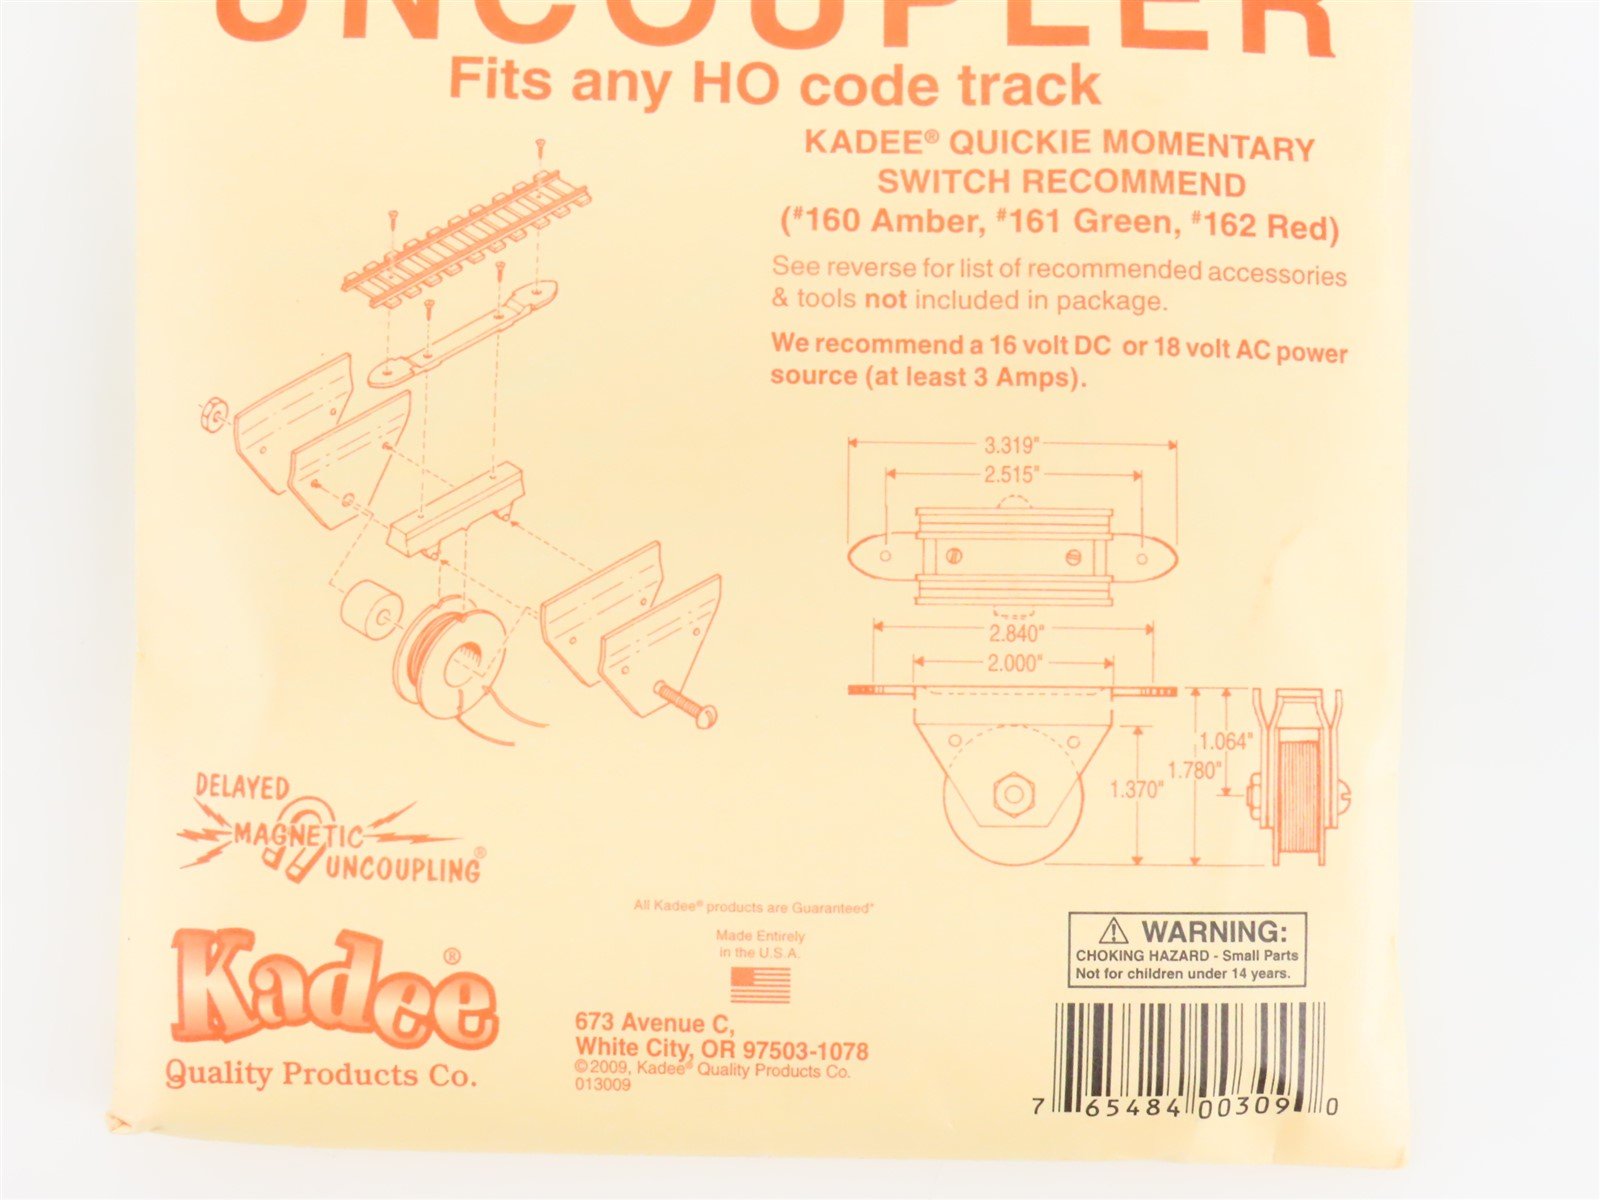 UNCOUPLER
Fits any HO code track
KADEE® QUICKIE MOMENTARY
SWITCH RECOMMEND
(#160 Amber, #161 Green, #162 Red)
See reverse for list of recommended accessories
& tools not included in package.
We recommend a 16 volt DC or 18 volt AC power
source (at least 3 Amps).
3.319"
2.515"
2.840"
2.000"
1.064"
1.780"
1.370"
DELAYED
MAGNETIC
UNCOUPLING®
Kadee®
Quality Products Co.
All Kadee® products are Guaranteed*
Made Entirely
in the U.S.A.
673 Avenue C,
White City, OR 97503-1078
©2009, Kadee® Quality Products Co.
013009
WARNING:
CHOKING HAZARD - Small Parts
Not for children under 14 years.
7 65484 00309 0